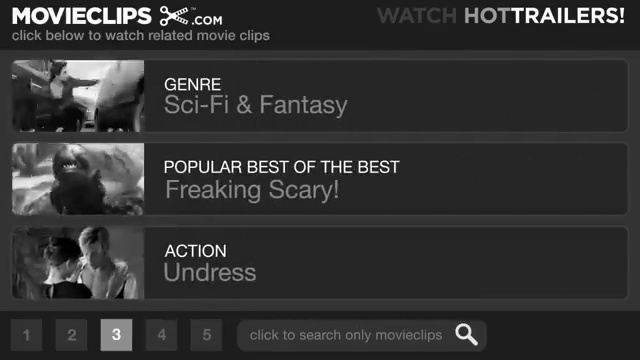 MOVIECLIPS.COM™
WATCH HOTTRAILERS!
click below to watch related movie clips
GENRE
Sci-Fi & Fantasy
POPULAR BEST OF THE BEST
Freaking Scary!
ACTION
Undress
1 2 3 4 5 click to search only movieclips